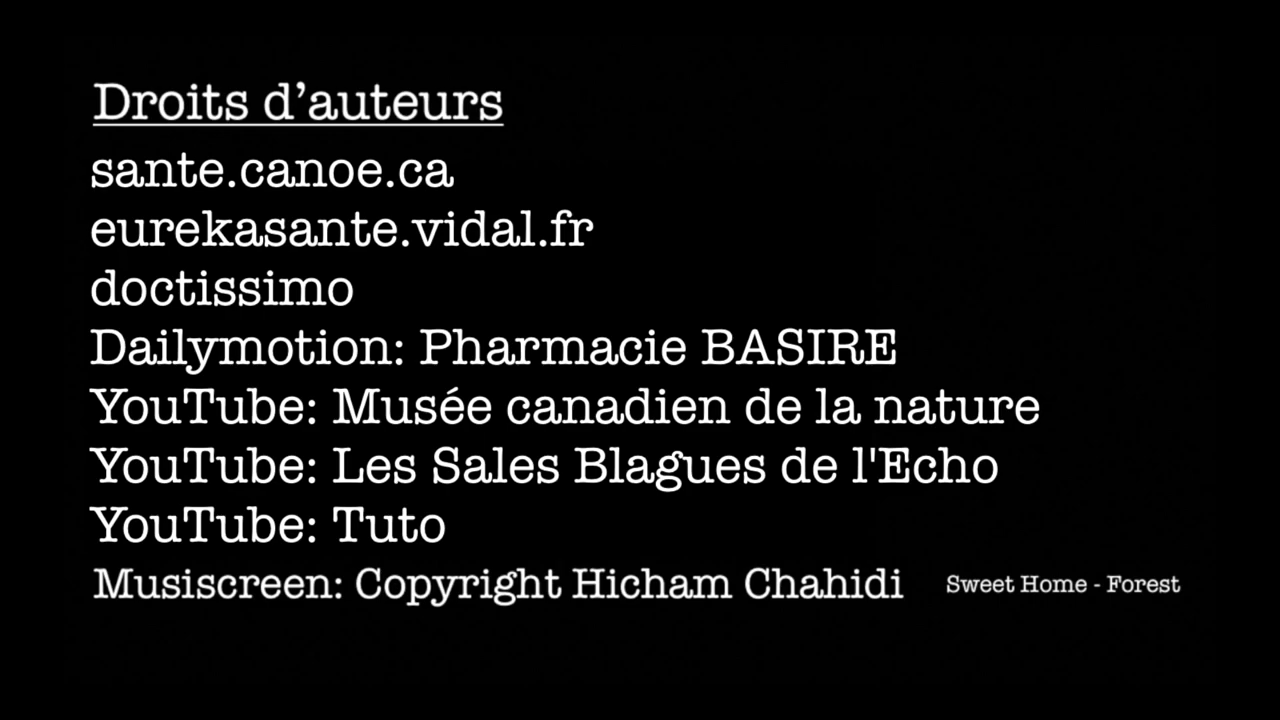 Droits d’auteurs
sante.canoe.ca
eurekasante.vidal.fr
doctissimo
Dailymotion: Pharmacie BASIRE
YouTube: Musée canadien de la nature
YouTube: Les Sales Blagues de l'Echo
YouTube: Tuto
Musiscreen: Copyright Hicham Chahidi Sweet Home - Forest